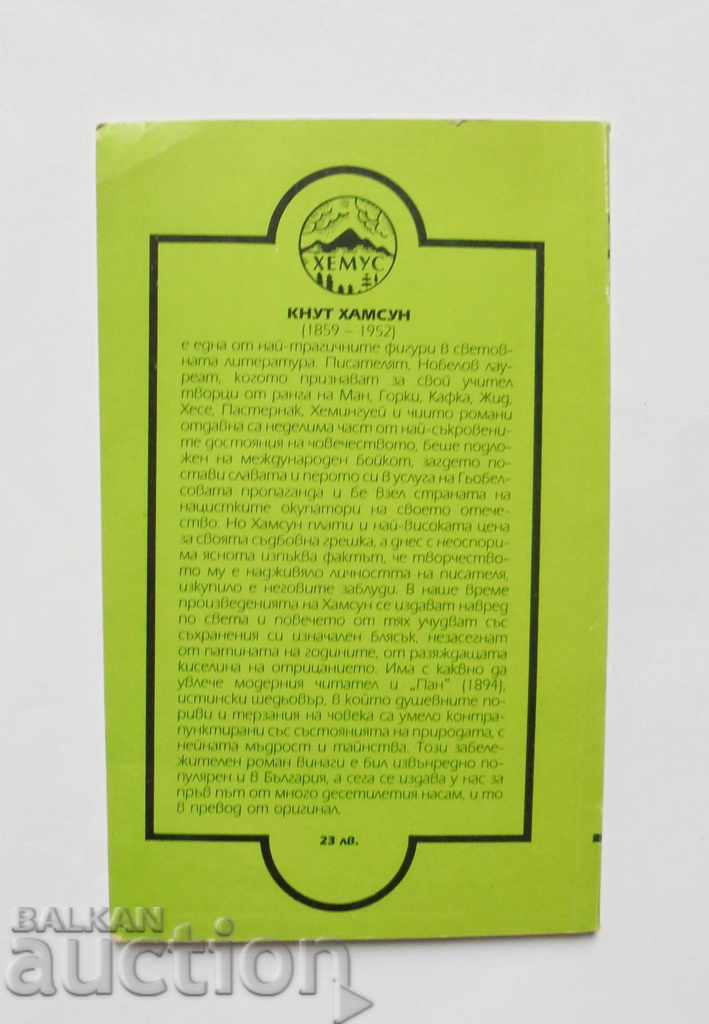 ХЕМУС
КНУТ ХАМСУН
(1859 – 1952)
е една от най-трагичните фигури в светов-
ната литература. Писателят, Нобелов лау-
реат, когото признават за свой учител
творци от ранга на Ман, Горки, Кафка, Жид,
Хесе, Пастернак, Хемингуей и чиито романи
отдавна са неделима част от най-съкровени-
те достояния на човечеството, беше подло-
жен на международен бойкот, загдето по-
стави славата и перото си в услуга на Гьобел-
совата пропаганда и бе взел страната на
нацистките окупатори на своето отече-
ство. Но Хамсун плати и най-високата цена
за своята съдбовна грешка, а днес с неоспори-
ма яснота изпъква фактът, че творчество-
то му е надживяло личността на писателя,
изкупило е неговите заблуди. В наше време
произведенията на Хамсун се издават навред
по света и повечето от тях учудват със
съхранения си изначален блясък, незасегнат
от патината на годините, от разяждащата
киселина на отрицанието. Има с какво да
увлече модерния читател и „Пан" (1894),
истински шедьовър, в който душевните по-
риви и терзания на човека са умело контра-
пунктирани със състоянията на природата, с
нейната мъдрост и тайнства. Този забеле-
жителен роман винаги е бил извънредно по-
пулярен и в България, а сега се издава у нас за
пръв път от много десетилетия насам, и то
в превод от оригинал.
23 лв.
BALKAN
auction